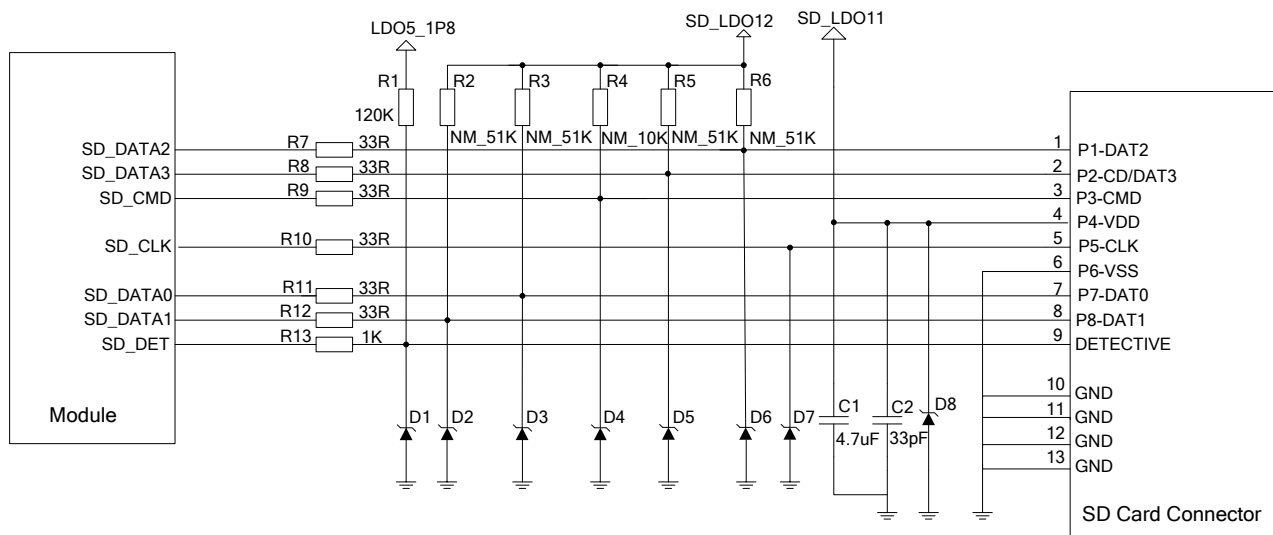 LDO5_1P8
SD_LDO12
SD_LDO11
R1
R2
R3
R4
R5
R6
120K
NM_51K
NM_51K
NM_10K
NM_51K
NM_51K
SD_DATA2
R7
33R
1
P1-DAT2
SD_DATA3
R8
33R
2
P2-CD/DAT3
SD_CMD
R9
33R
3
P3-CMD
4
P4-VDD
SD_CLK
R10
33R
5
P5-CLK
6
P6-VSS
SD_DATA0
R11
33R
7
P7-DAT0
SD_DATA1
R12
33R
8
P8-DAT1
SD_DET
R13
1K
9
DETECTIVE
10
GND
11
GND
12
GND
13
GND
Module
D1
D2
D3
D4
D5
D6
D7
C1
4.7uF
C2
33pF
D8
SD Card Connector